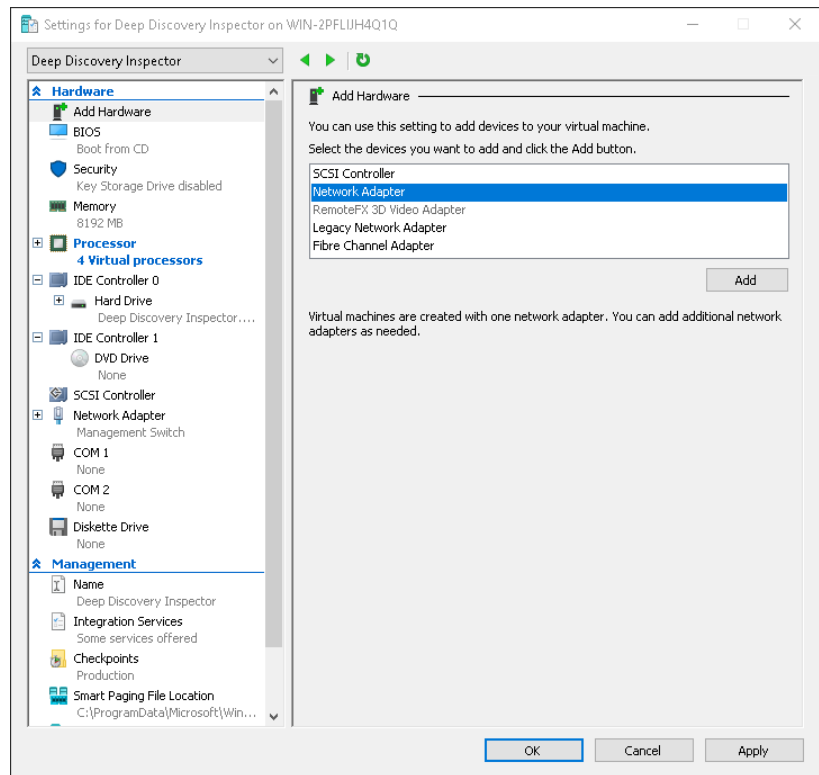 Settings for Deep Discovery Inspector on WIN-2PFLIJH4Q1Q
Deep Discovery Inspector
Hardware
Add Hardware
BIOS
Boot from CD
Security
Key Storage Drive disabled
Memory
8192 MB
Processor
4 Virtual processors
IDE Controller 0
Hard Drive
Deep Discovery Inspector....
IDE Controller 1
DVD Drive
None
SCSI Controller
Network Adapter
Management Switch
COM 1
None
COM 2
None
Diskette Drive
None
Management
Name
Deep Discovery Inspector
Integration Services
Some services offered
Checkpoints
Production
Smart Paging File Location
C:\ProgramData\Microsoft\Win...
Add Hardware
You can use this setting to add devices to your virtual machine.
Select the devices you want to add and click the Add button.
SCSI Controller
Network Adapter
RemoteFX 3D Video Adapter
Legacy Network Adapter
Fibre Channel Adapter
Add
Virtual machines are created with one network adapter. You can add additional network
adapters as needed.
OK
Cancel
Apply